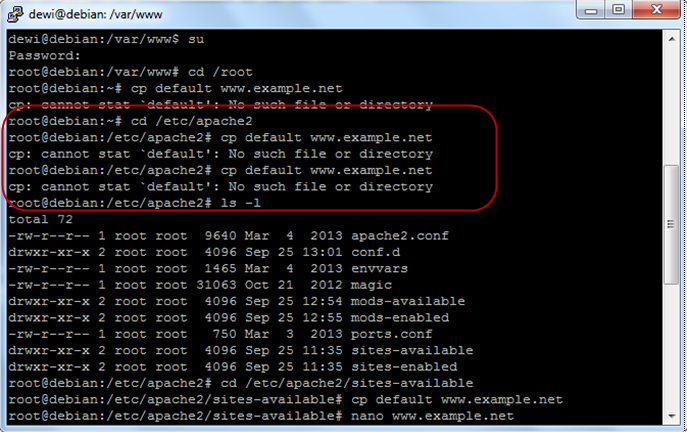 dewi@debian: /var/www
dewi@debian:/var/www$ su
Password:
root@debian:/var/www# cd /root
root@debian:~# cp default www.example.net
cp: cannot stat `default': No such file or directory
root@debian:~# cd /etc/apache2
root@debian:/etc/apache2# cp default www.example.net
cp: cannot stat `default': No such file or directory
root@debian:/etc/apache2# cp default www.example.net
cp: cannot stat `default': No such file or directory
root@debian:/etc/apache2# ls -l
total 72
-rw-r--r-- 1 root root  9640 Mar  4  2013 apache2.conf
drwxr-xr-x 2 root root  4096 Sep 25 13:01 conf.d
-rw-r--r-- 1 root root  1465 Mar  4  2013 envvars
-rw-r--r-- 1 root root 31063 Oct 21  2012 magic
drwxr-xr-x 2 root root  4096 Sep 25 12:54 mods-available
drwxr-xr-x 2 root root  4096 Sep 25 12:55 mods-enabled
-rw-r--r-- 1 root root   750 Mar  3  2013 ports.conf
drwxr-xr-x 2 root root  4096 Sep 25 11:35 sites-available
drwxr-xr-x 2 root root  4096 Sep 25 11:35 sites-enabled
root@debian:/etc/apache2# cd /etc/apache2/sites-available
root@debian:/etc/apache2/sites-available# cp default www.example.net
root@debian:/etc/apache2/sites-available# nano www.example.net